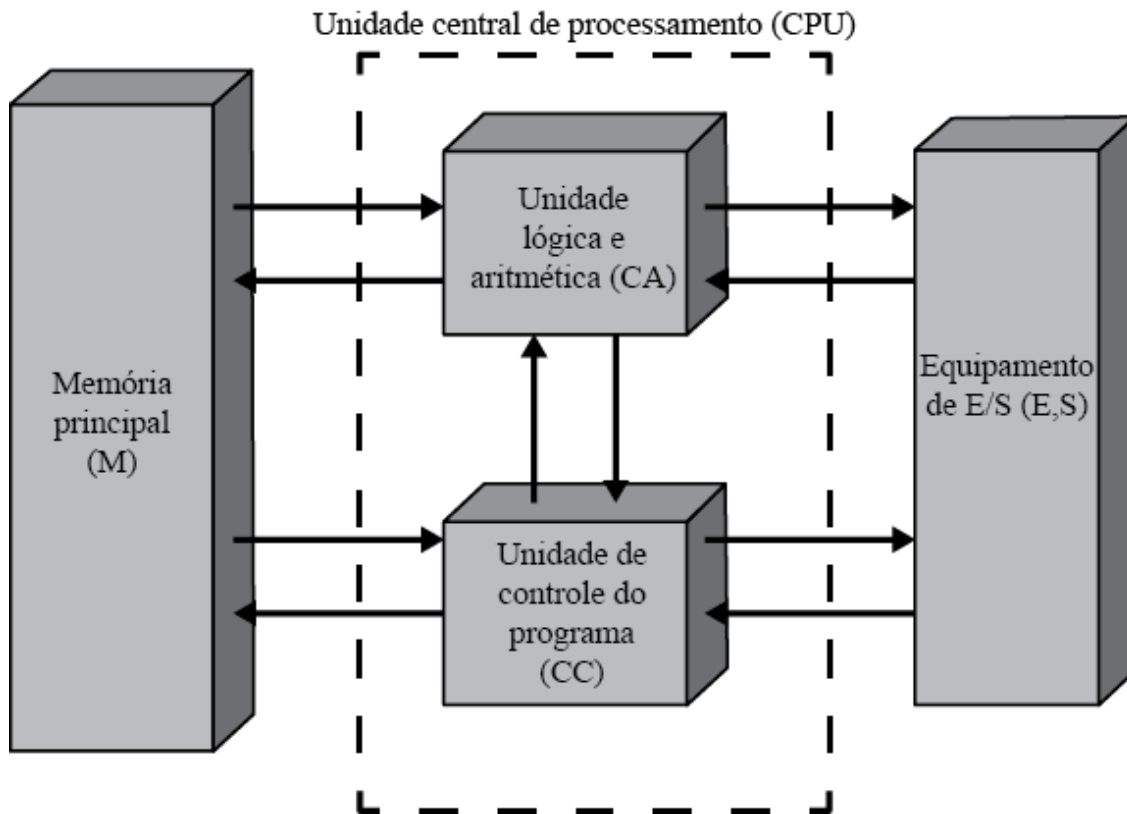 Unidade central de processamento (CPU)
Memória
principal
(M)
Unidade
lógica e
aritmética (CA)
Unidade de
controle do
programa
(CC)
Equipamento
de E/S (E,S)